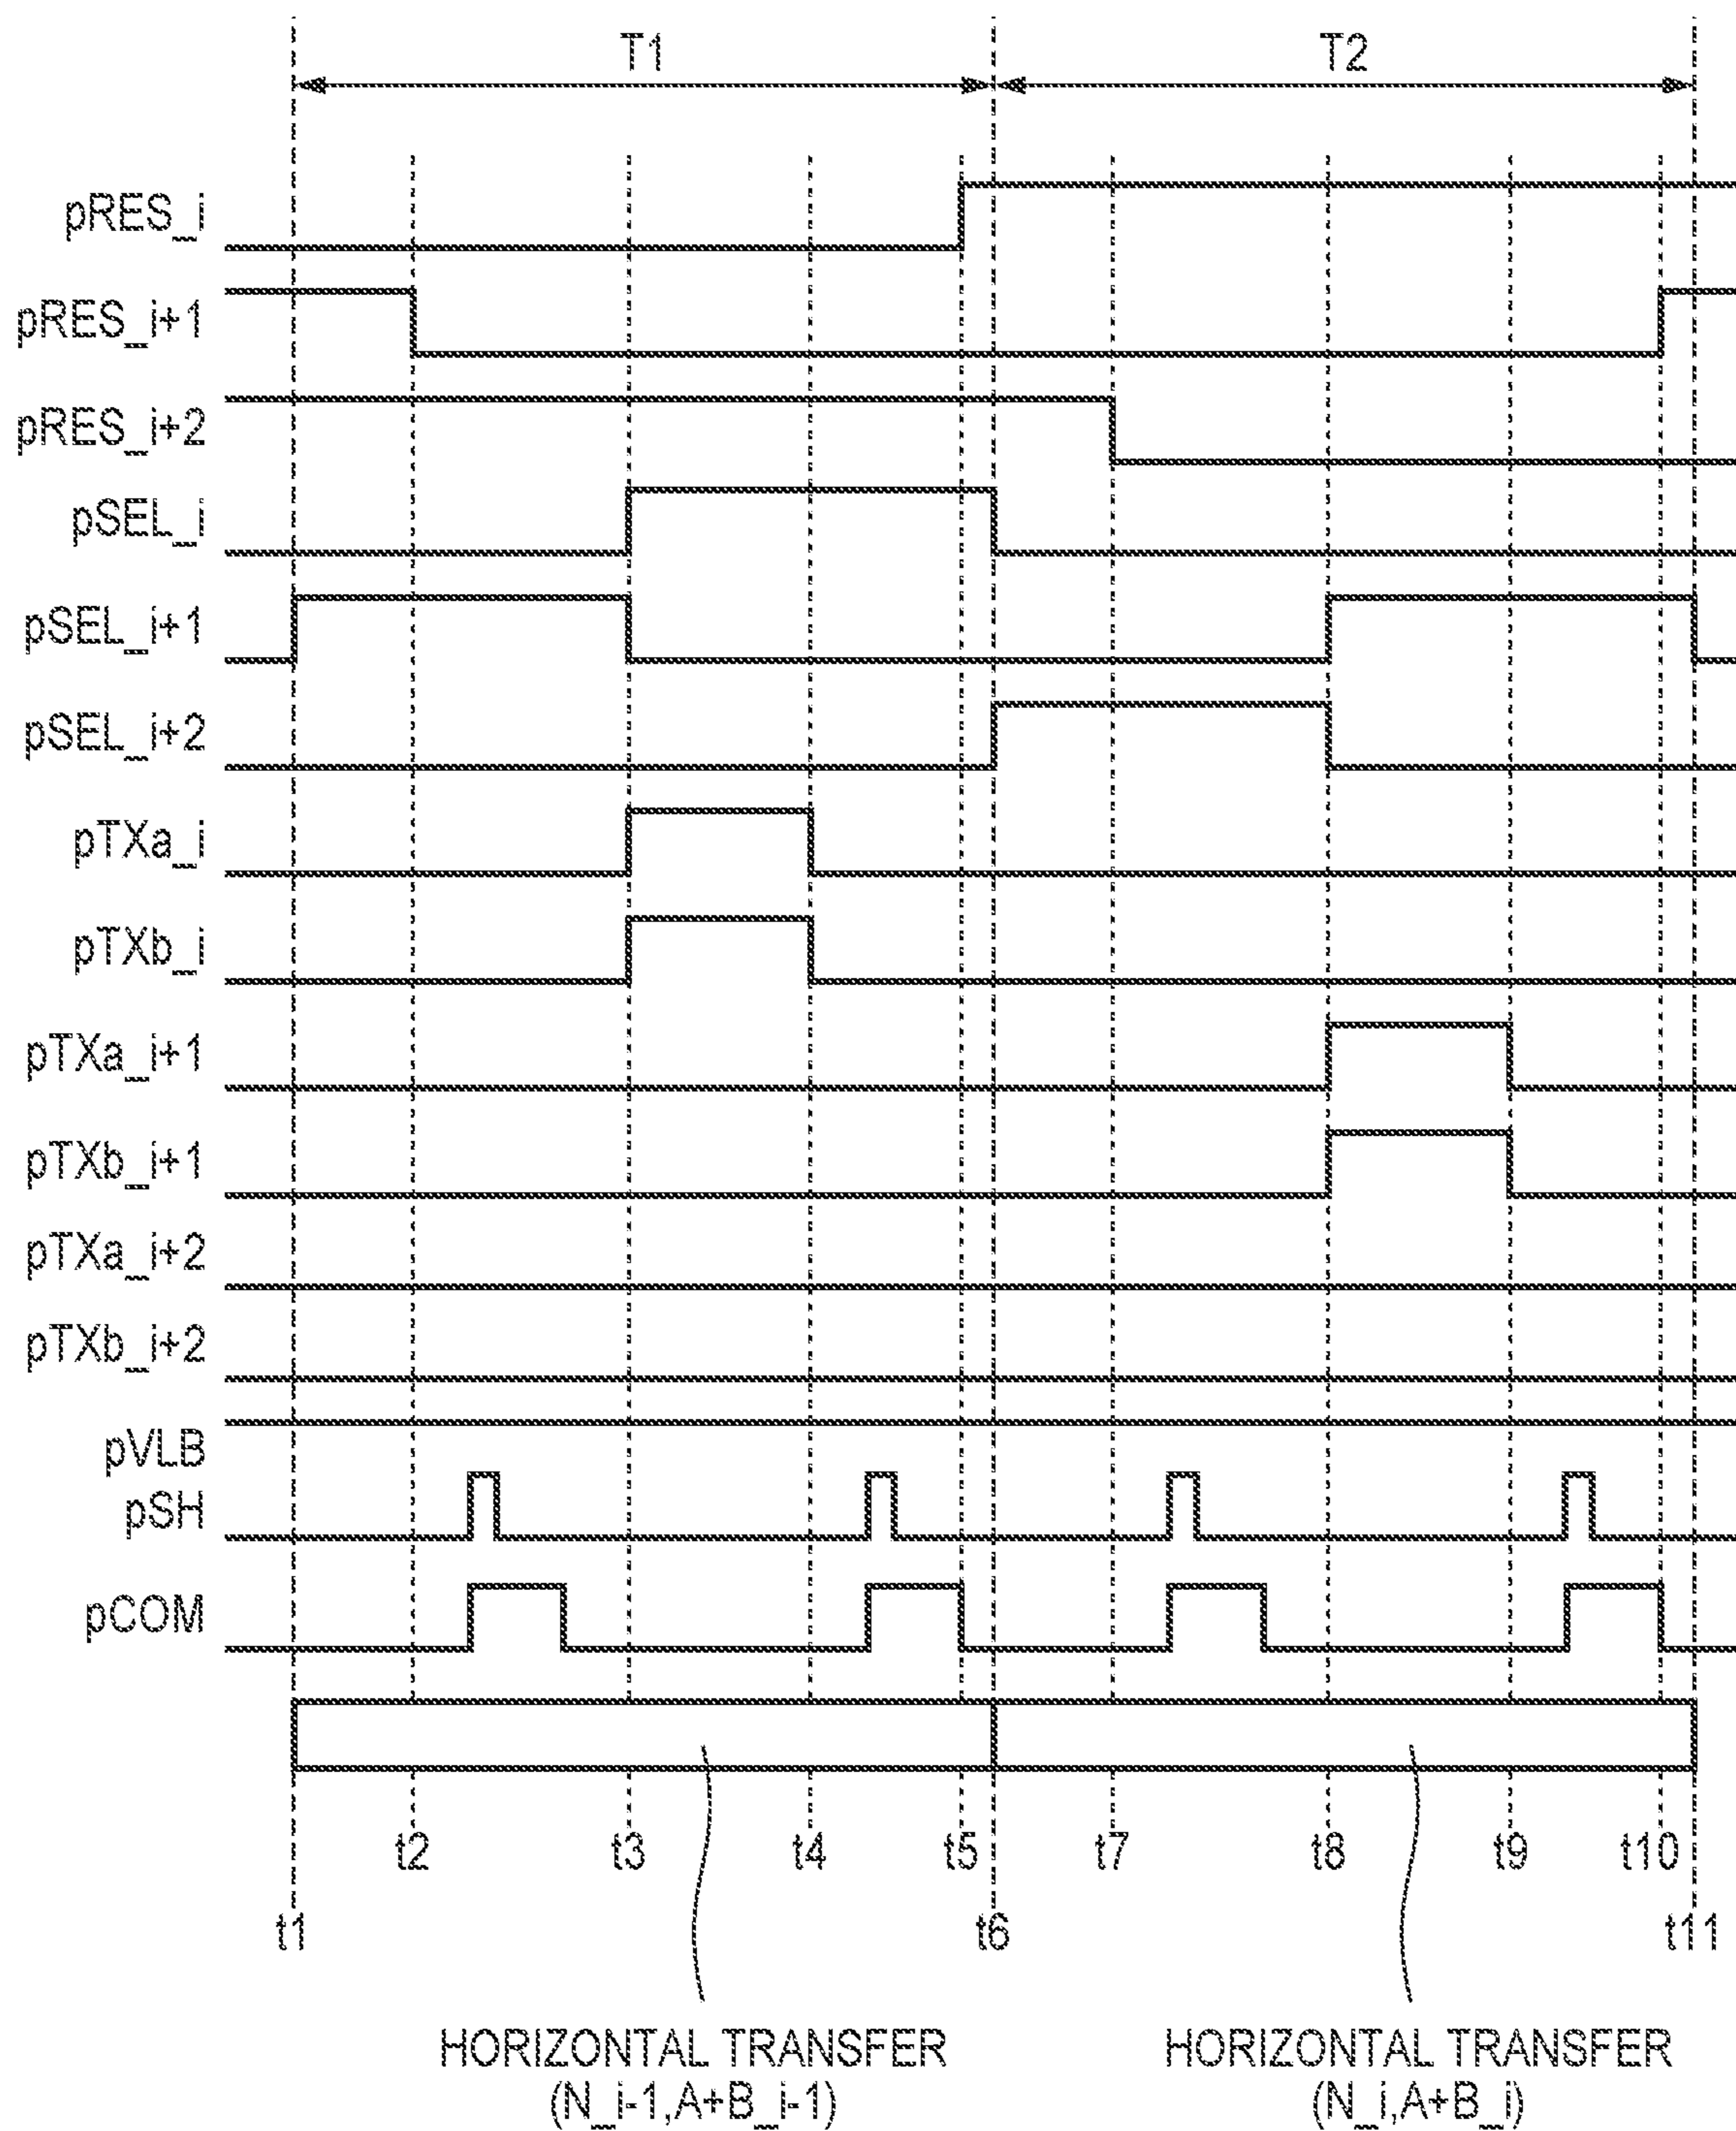 T1 T2
pRES_i
pRES_i+1
pRES_i+2
pSEL_i
pSEL_i+1
pSEL_i+2
pTXa_i
pTXb_i
pTXa_i+1
pTXb_i+1
pTXa_i+2
pTXb_i+2
pVLB
pSH
pCOM
t2 t3 t4 t5 t7 t8 t9 t10
t1 t6 t11
HORIZONTAL TRANSFER HORIZONTAL TRANSFER
(N_i-1,A+B_i-1) (N_i,A+B_i)